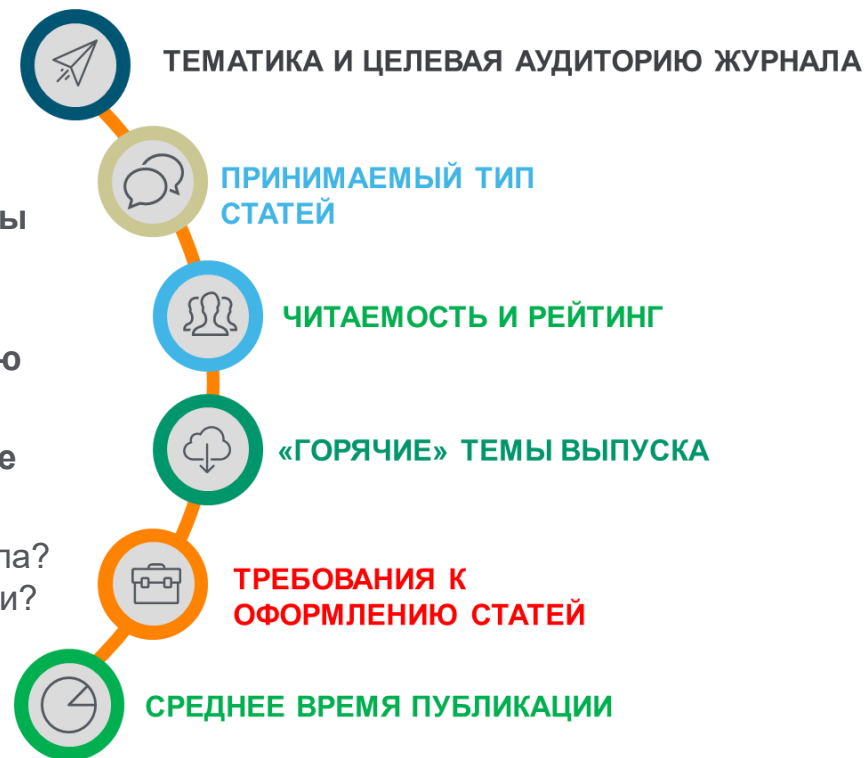 ТЕМАТИКА И ЦЕЛЕВАЯ АУДИТОРИЮ ЖУРНАЛА
ПРИНИМАЕМЫЙ ТИП
СТАТЕЙ
ЧИТАЕМОСТЬ И РЕЙТИНГ
«ГОРЯЧИЕ» ТЕМЫ ВЫПУСКА
ТРЕБОВАНИЯ К
ОФОРМЛЕНИЮ СТАТЕЙ
СРЕДНЕЕ ВРЕМЯ ПУБЛИКАЦИИ